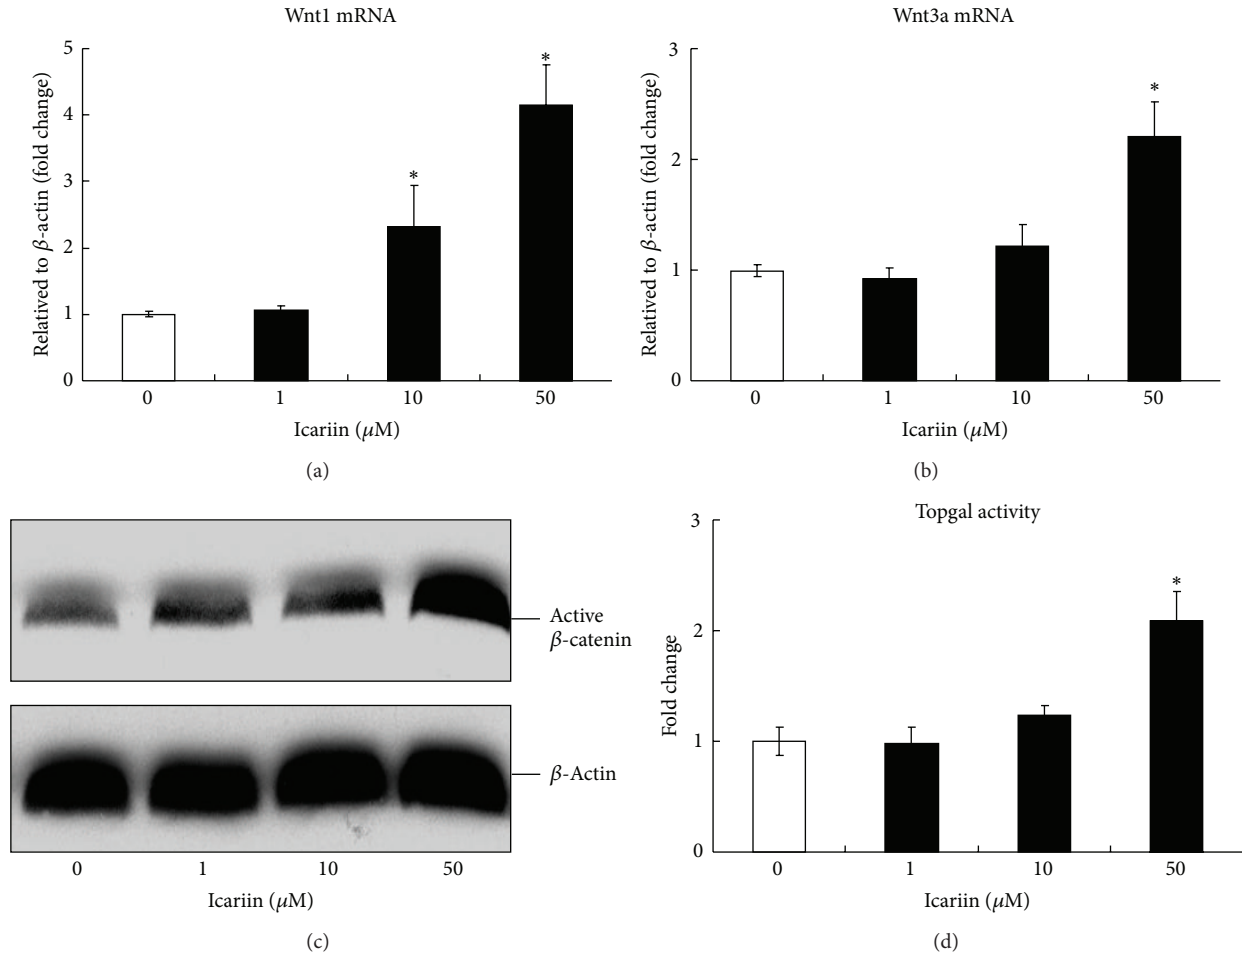 Wnt1 mRNA
Relatived to β-actin (fold change)
5
4
3
2
1
0
*
*
0 1 10 50
Icariin (μM)
(a)
Wnt3a mRNA
Relatived to β-actin (fold change)
3
2
1
0
*
0 1 10 50
Icariin (μM)
(b)
Active
β-catenin
β-Actin
0 1 10 50
Icariin (μM)
(c)
Topgal activity
Fold change
3
2
1
0
*
0 1 10 50
Icariin (μM)
(d)